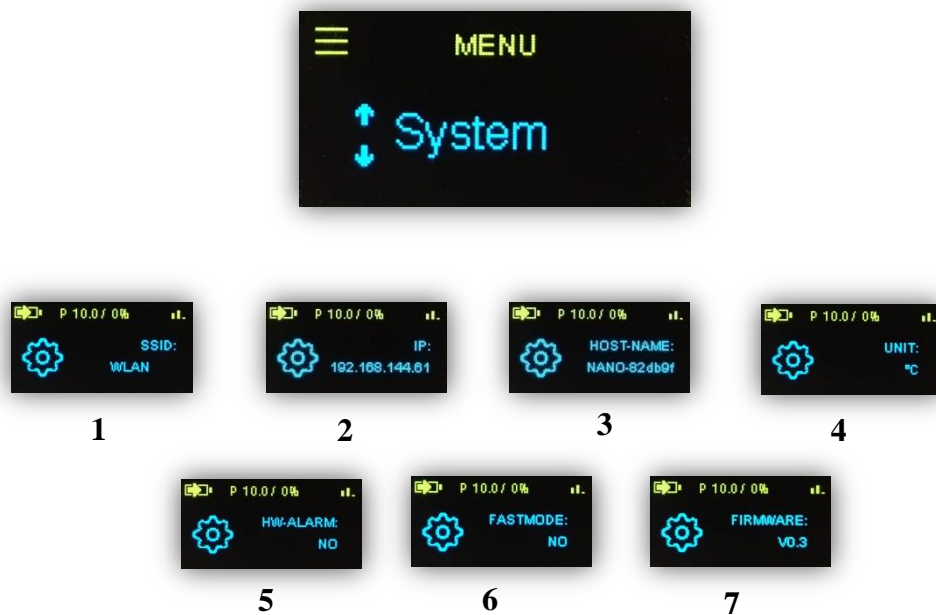 MENU
System
P 10.0 / 0%
SSID:
WLAN
P 10.0 / 0%
IP:
192.168.144.61
P 10.0 / 0%
HOST-NAME:
NANO-82db9f
P 10.0 / 0%
UNIT:
°C
1
2
3
4
P 10.0 / 0%
HW-ALARM:
NO
P 10.0 / 0%
FASTMODE:
NO
P 10.0 / 0%
FIRMWARE:
V0.3
5
6
7